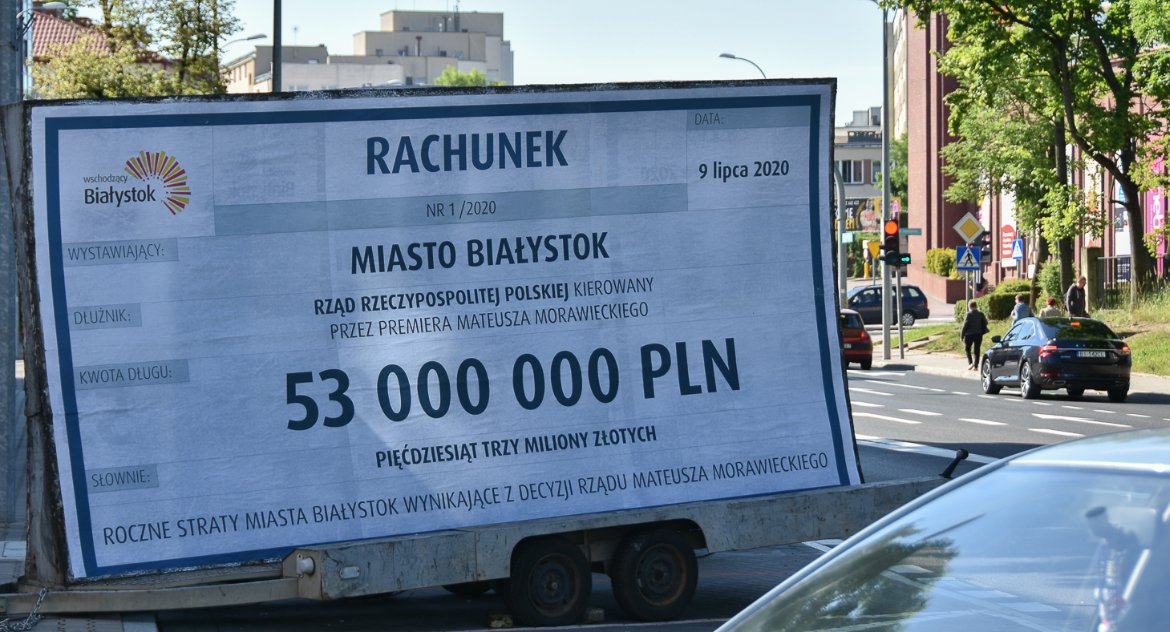 wschodzący
Białystok
RACHUNEK
DATA:
9 lipca 2020
NR 1/2020
WYSTAWIAJĄCY:
MIASTO BIAŁYSTOK
DŁUŻNIK:
RZĄD RZECZYPOSPOLITEJ POLSKIEJ KIEROWANY
PRZEZ PREMIERA MATEUSZA MORAWIECKIEGO
KWOTA DŁUGU:
53 000 000 PLN
SŁOWNIE:
PIĘĆDZIESIĄT TRZY MILIONY ZŁOTYCH
ROCZNE STRATY MIASTA BIAŁYSTOK WYNIKAJĄCE Z DECYZJI RZĄDU MATEUSZA MORAWIECKIEGO